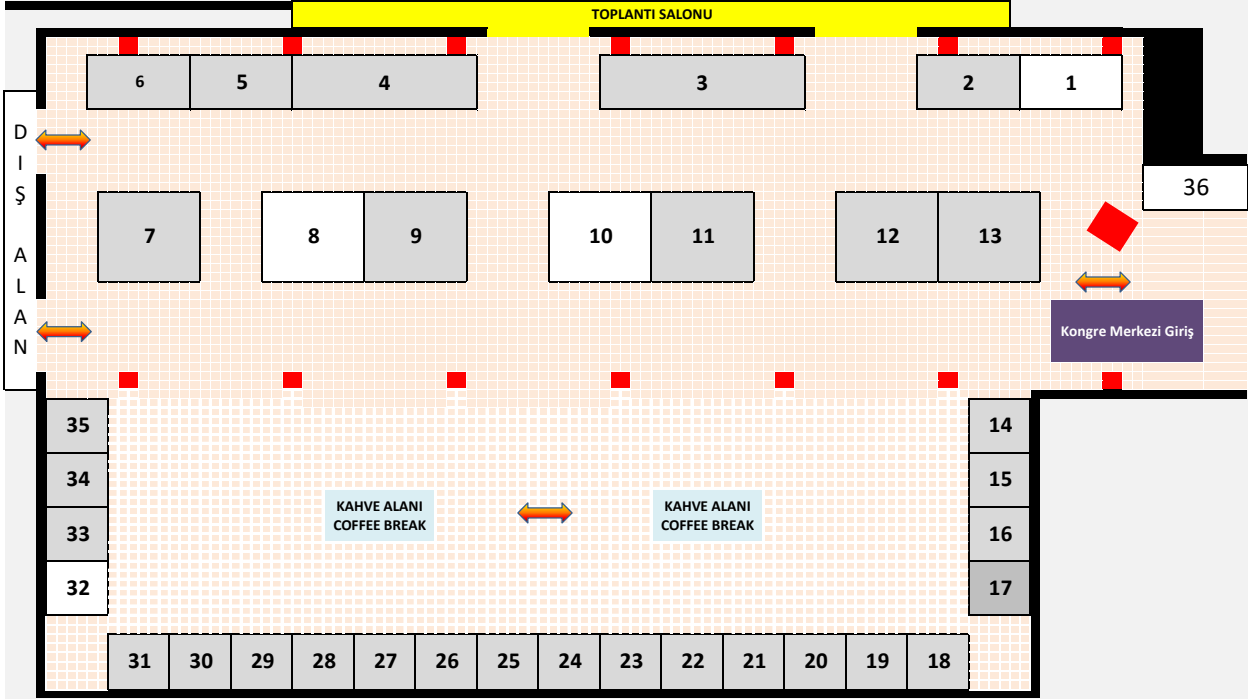 TOPLANTI SALONU
6 5 4 3 2 1
DIŞ ALAN
36
7 8 9 10 11 12 13
Kongre Merkezi Giriş
35 14
34 15
KAHVE ALANI KAHVE ALANI
COFFEE BREAK COFFEE BREAK
33 16
32 17
31 30 29 28 27 26 25 24 23 22 21 20 19 18